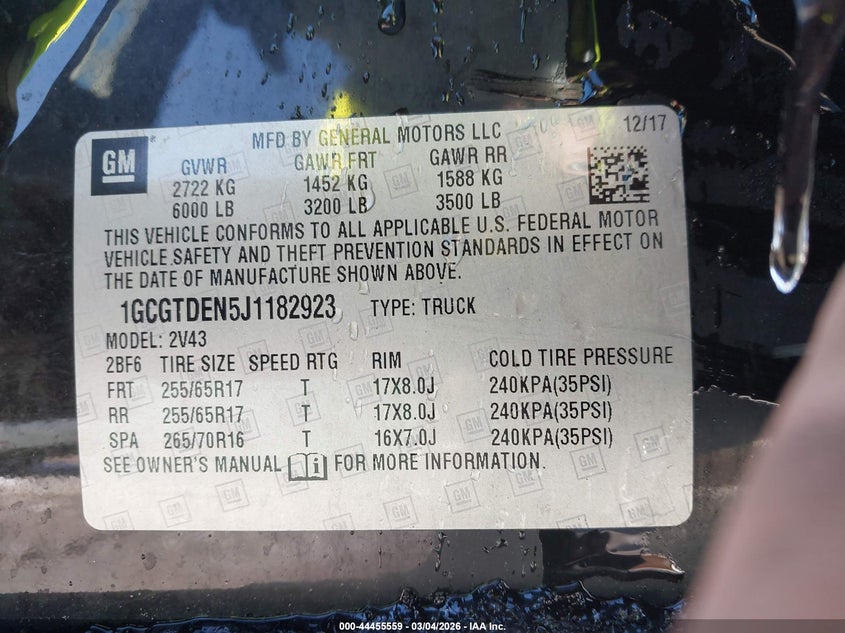 GM
MFD BY GENERAL MOTORS LLC 12/17
GVWR GAWR FRT GAWR RR
2722 KG 1452 KG 1588 KG
6000 LB 3200 LB 3500 LB
THIS VEHICLE CONFORMS TO ALL APPLICABLE U.S. FEDERAL MOTOR
VEHICLE SAFETY AND THEFT PREVENTION STANDARDS IN EFFECT ON
THE DATE OF MANUFACTURE SHOWN ABOVE.
1GCGTDEN5J1182923 TYPE: TRUCK
MODEL: 2V43
2BF6 TIRE SIZE SPEED RTG RIM COLD TIRE PRESSURE
FRT 255/65R17 T 17X8.0J 240KPA(35PSI)
RR 255/65R17 T 17X8.0J 240KPA(35PSI)
SPA 265/70R16 T 16X7.0J 240KPA(35PSI)
SEE OWNER'S MANUAL FOR MORE INFORMATION.
000-44455559 — 03/04/2026 — IAA Inc.